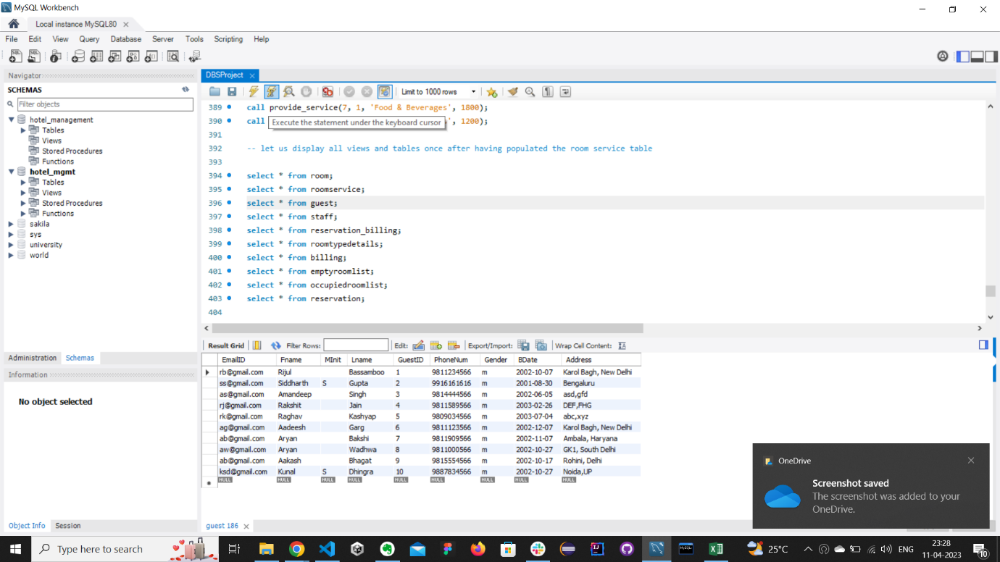 MySQL Workbench
Local instance MySQL80
File Edit View Query Database Server Tools Scripting Help
Navigator
SCHEMAS
Filter objects
hotel_management
Tables
Views
Stored Procedures
Functions
hotel_mgmt
Tables
Views
Stored Procedures
Functions
sakila
sys
university
world
Administration Schemas
Information
No object selected
Object Info Session
DBSProject
Limit to 1000 rows
389 call provide_service(7, 1, 'Food & Beverages', 1800);
390 call ', 1200);
Execute the statement under the keyboard cursor
391
392 -- let us display all views and tables once after having populated the room service table
393
394 select * from room;
395 select * from roomservice;
396 select * from guest;
397 select * from staff;
398 select * from reservation_billing;
399 select * from roomtypedetails;
400 select * from billing;
401 select * from emptyroomlist;
402 select * from occupiedroomlist;
403 select * from reservation;
404
Result Grid Filter Rows: Edit: Export/Import: Wrap Cell Content:
EmailID Fname MInit Lname GuestID PhoneNum Gender BDate Address
rb@gmail.com Rijul Bassamboo 1 9811234566 m 2002-10-07 Karol Bagh, New Delhi
ss@gmail.com Siddharth S Gupta 2 9916161616 m 2001-08-30 Bengaluru
as@gmail.com Amandeep Singh 3 9814444566 m 2002-06-05 asd,gfd
rj@gmail.com Rakshit Jain 4 9811589566 m 2003-02-26 DEF,FHG
rk@gmail.com Raghav Kashyap 5 9809034566 m 2003-07-04 abc,xyz
ag@gmail.com Aadeesh Garg 6 9811123566 m 2002-12-07 Karol Bagh, New Delhi
ab@gmail.com Aryan Bakshi 7 9811909566 m 2002-11-07 Ambala, Haryana
aw@gmail.com Aryan Wadhwa 8 9811000566 m 2002-10-27 GK1, South Delhi
ab@gmail.com Aakash Bhagat 9 9815554566 m 2002-10-17 Rohini, Delhi
ksd@gmail.com Kunal S Dhingra 10 9887834566 m 2002-10-27 Noida,UP
NULL NULL NULL NULL NULL NULL NULL NULL NULL
guest 186
OneDrive
Screenshot saved
The screenshot was added to your
OneDrive.
Type here to search
25°C
ENG
23:28
11-04-2023
10